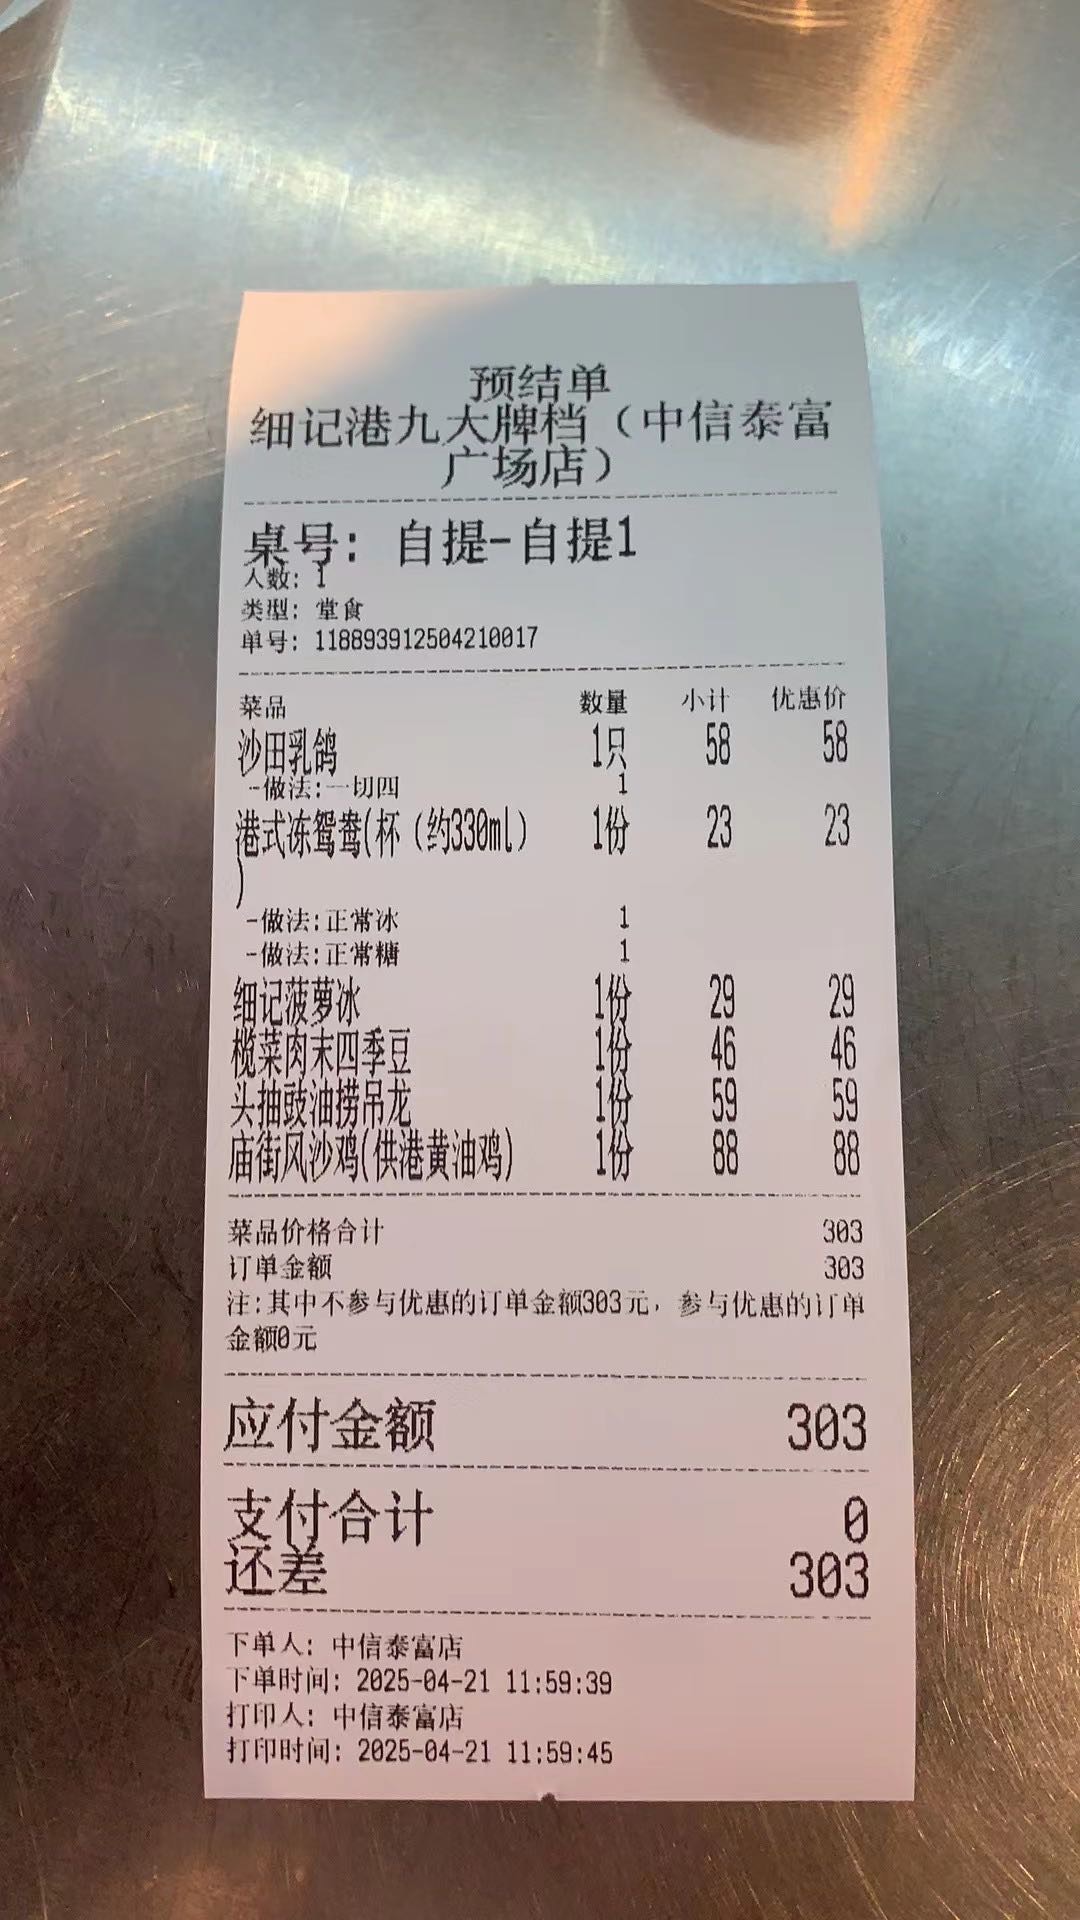 预结单
细记港九大牌档（中信泰富
广场店）
桌号：自提-自提1
人数：1
类型：堂食
单号：118893912504210017
菜品 数量 小计 优惠价
沙田乳鸽 1只 58 58
-做法:一切四 1
港式冻鸳鸯(杯（约330ml）
) 1份 23 23
-做法:正常冰 1
-做法:正常糖 1
细记菠萝冰 1份 29 29
榄菜肉末四季豆 1份 46 46
头抽豉油捞吊龙 1份 59 59
庙街风沙鸡(供港黄油鸡) 1份 88 88
菜品价格合计 303
订单金额 303
注:其中不参与优惠的订单金额303元，参与优惠的订单
金额0元
应付金额 303
支付合计 0
还差 303
下单人：中信泰富店
下单时间：2025-04-21 11:59:39
打印人：中信泰富店
打印时间：2025-04-21 11:59:45